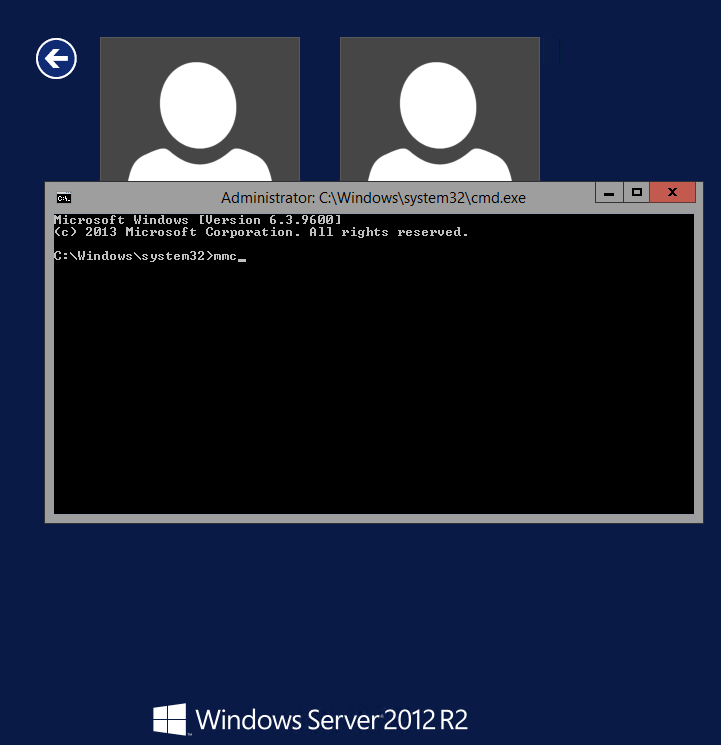 Administrator: C:\Windows\system32\cmd.exe
Microsoft Windows [Version 6.3.9600]
(c) 2013 Microsoft Corporation. All rights reserved.
C:\Windows\system32>mmc_
Windows Server 2012 R2